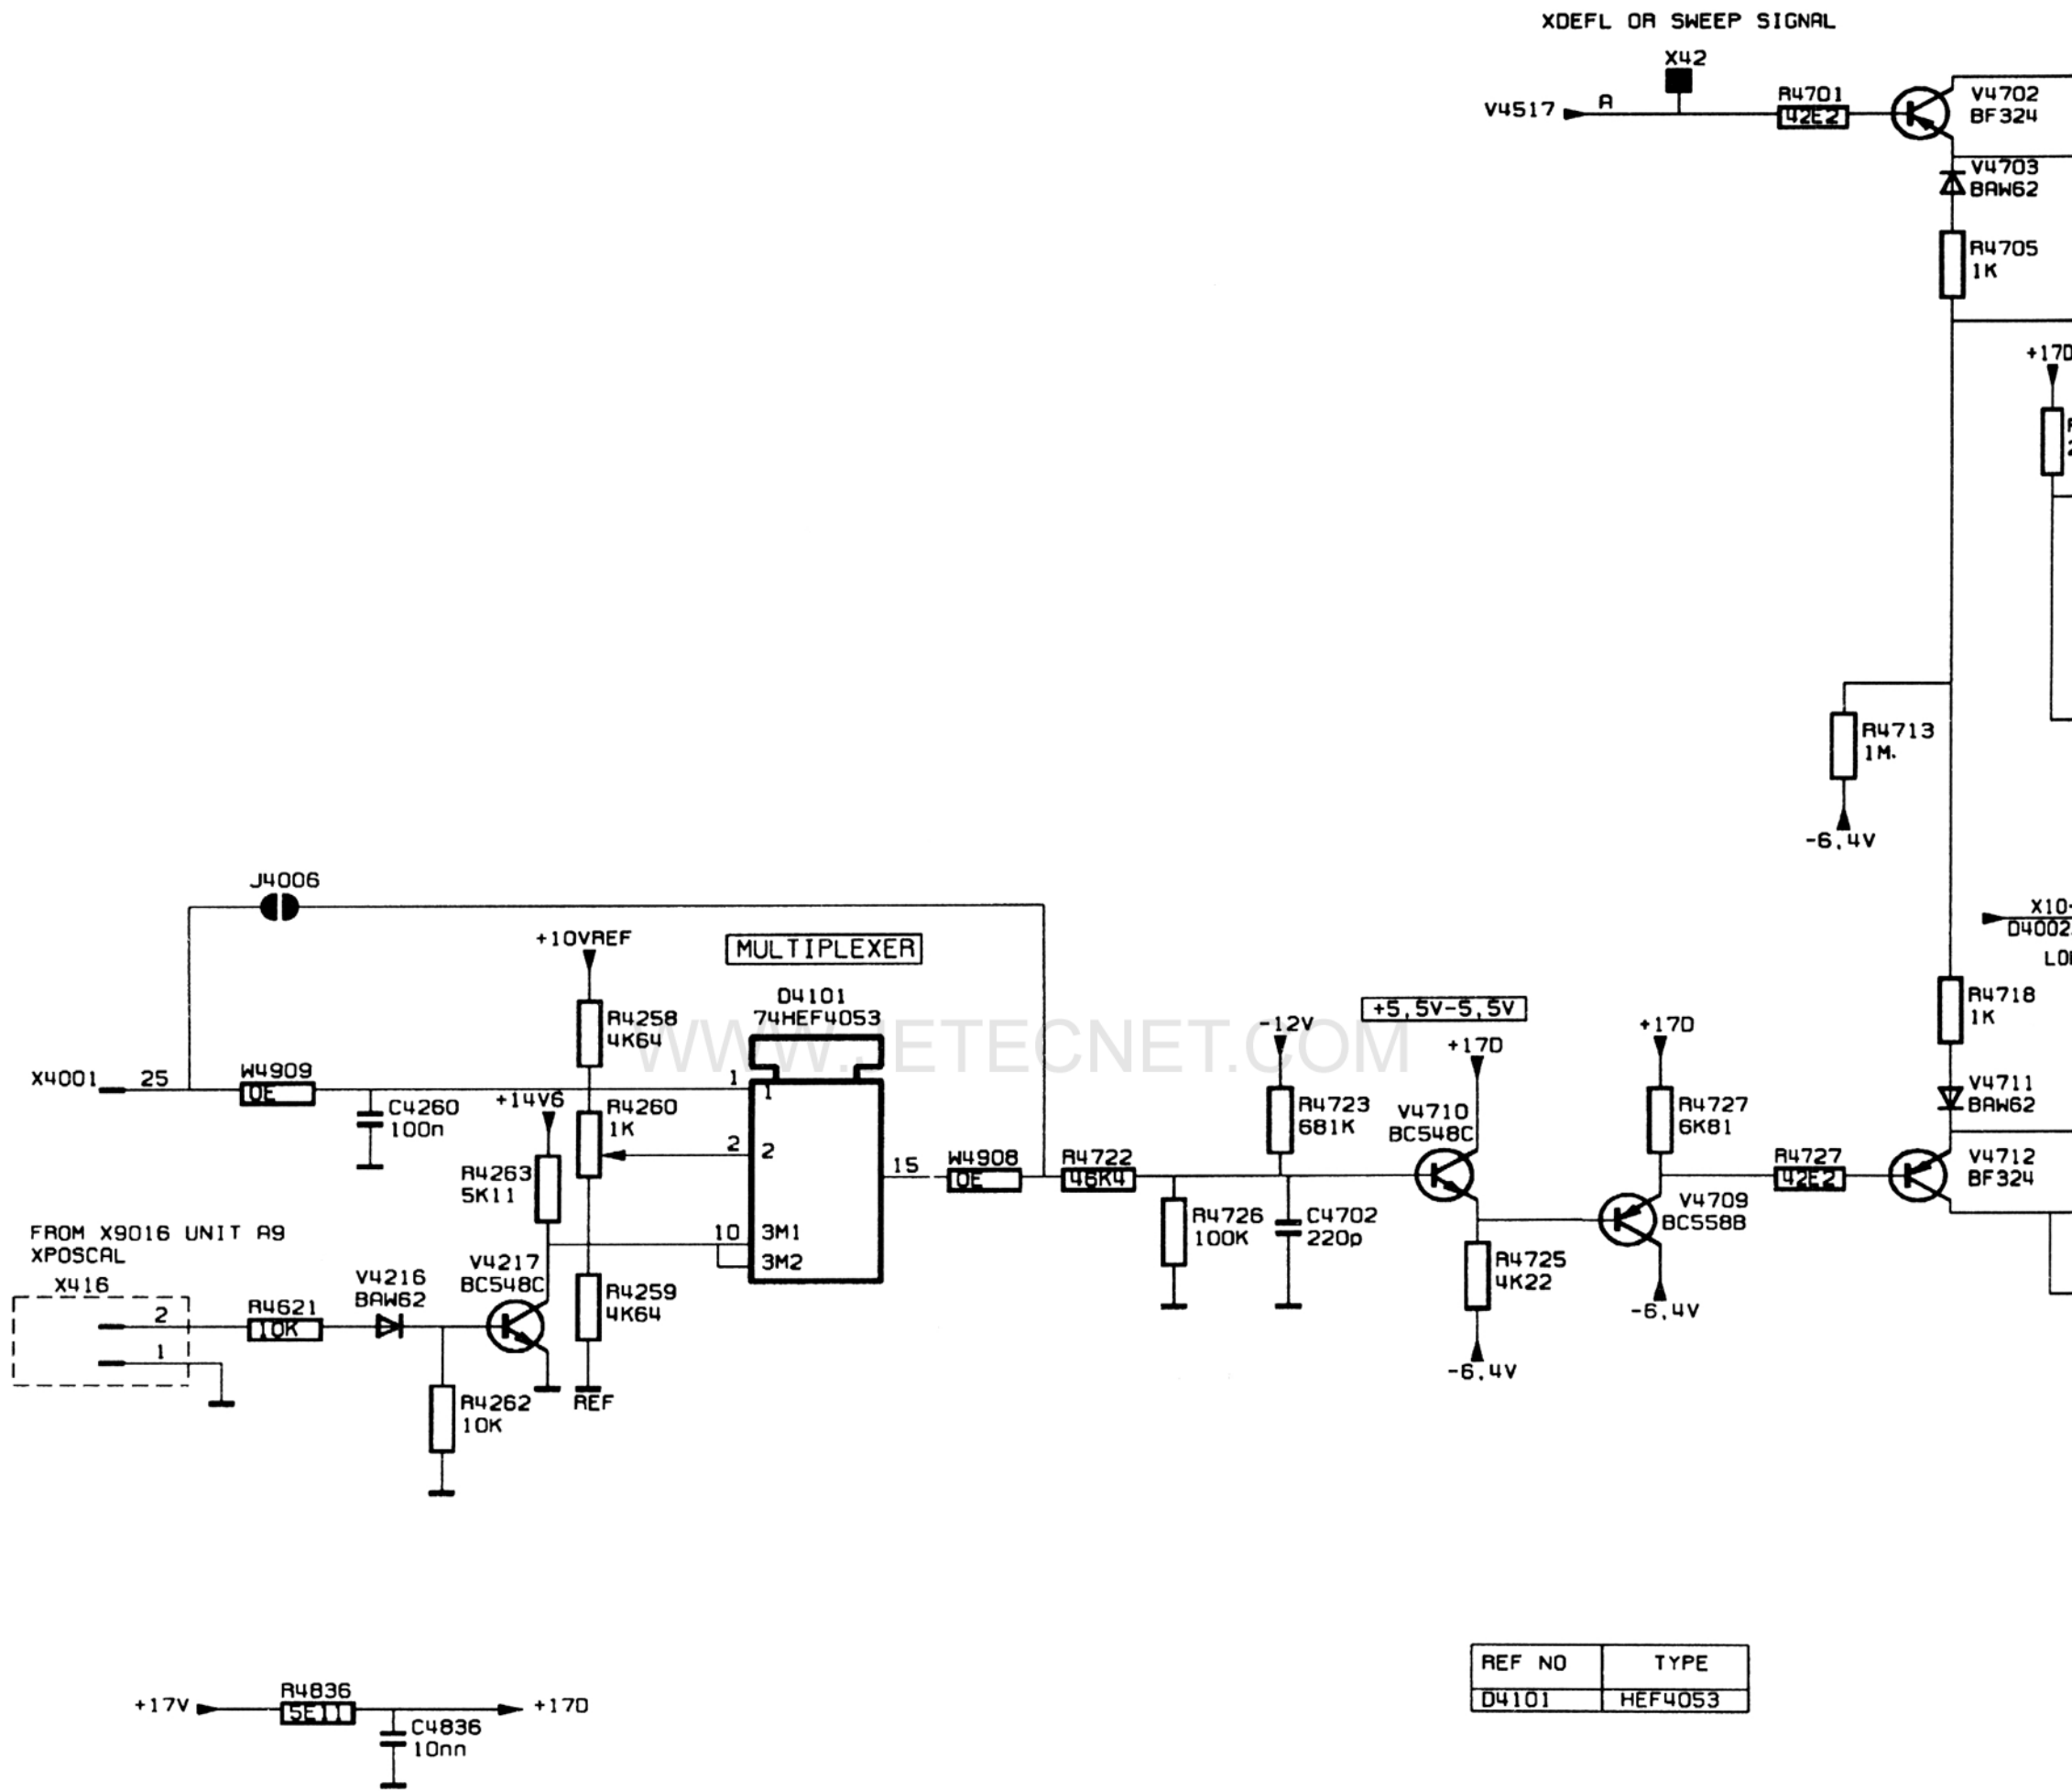 XDEFL OR SWEEP SIGNAL
X42
V4517
A
R4701
42E2
V4702
BF324
V4703
BAW62
R4705
1K
+17D
R4713
1M.
-6.4V
J4006
+10VREF
MULTIPLEXER
X10-
D4002
R4258
4K64
D4101
74HEF4053
+5,5V-5,5V
R4718
1K
WWW.JETECNET.COM
-12V
+17D
+17D
X4001
25
W4909
0E
C4260
100n
+14V6
R4260
1K
1
1
2
2
R4723
681K
V4710
BC548C
R4727
6K81
V4711
BAW62
R4263
5K11
15
W4908
0E
R4722
46K4
R4727
42E2
V4712
BF324
FROM X9016 UNIT A9
XPOSCAL
10
3M1
3M2
R4726
100K
C4702
220p
V4709
BC558B
X416
2
1
R4621
10K
V4216
BAW62
V4217
BC548C
R4259
4K64
R4725
4K22
-6,4V
-6,4V
R4262
10K
REF
REF NO TYPE
D4101 HEF4053
+17V
R4836
5E11
+17D
C4836
10nn